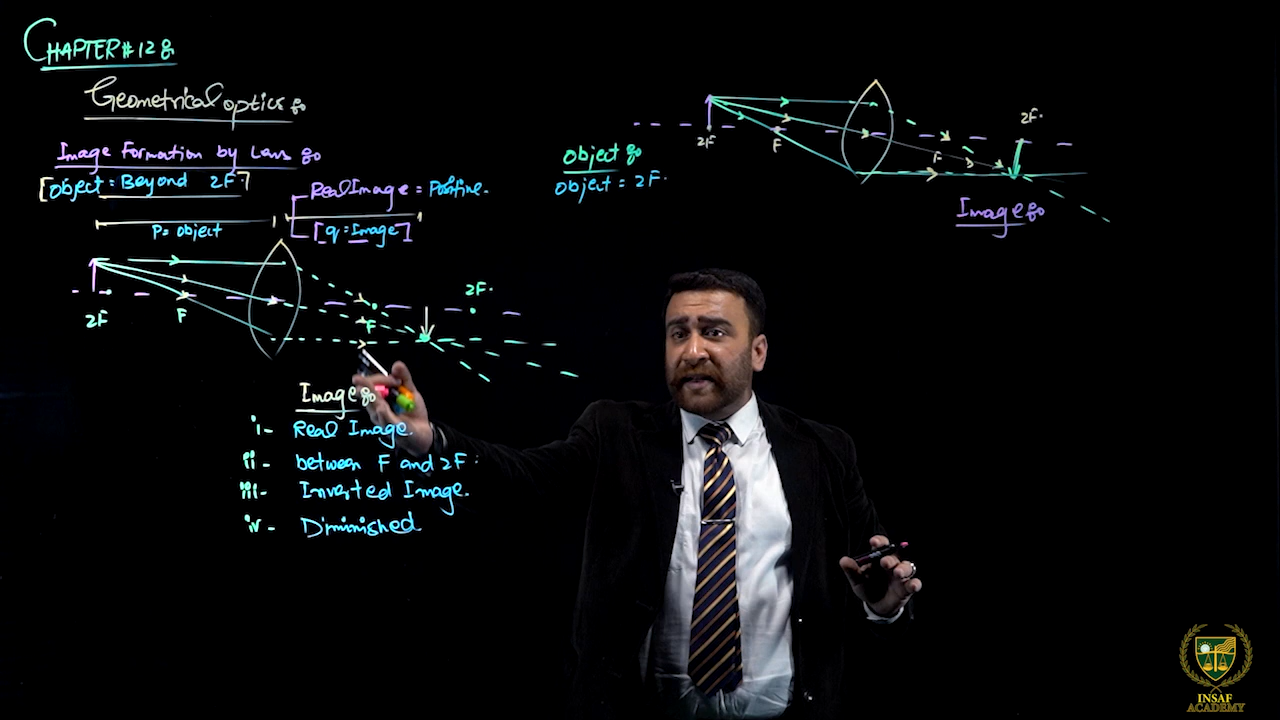 CHAPTER#12
Geometrical optics
Image Formation by Lans
[object = Beyond 2F]
Real Image = Positive.
[q = Image]
P = object
2F
F
F
2F.
Image
i- Real Image.
ii- between F and 2F.
iii- Inverted Image.
iv- Diminished
object
object = 2F.
2F
F
F
2F.
Image
INSAF
ACADEMY